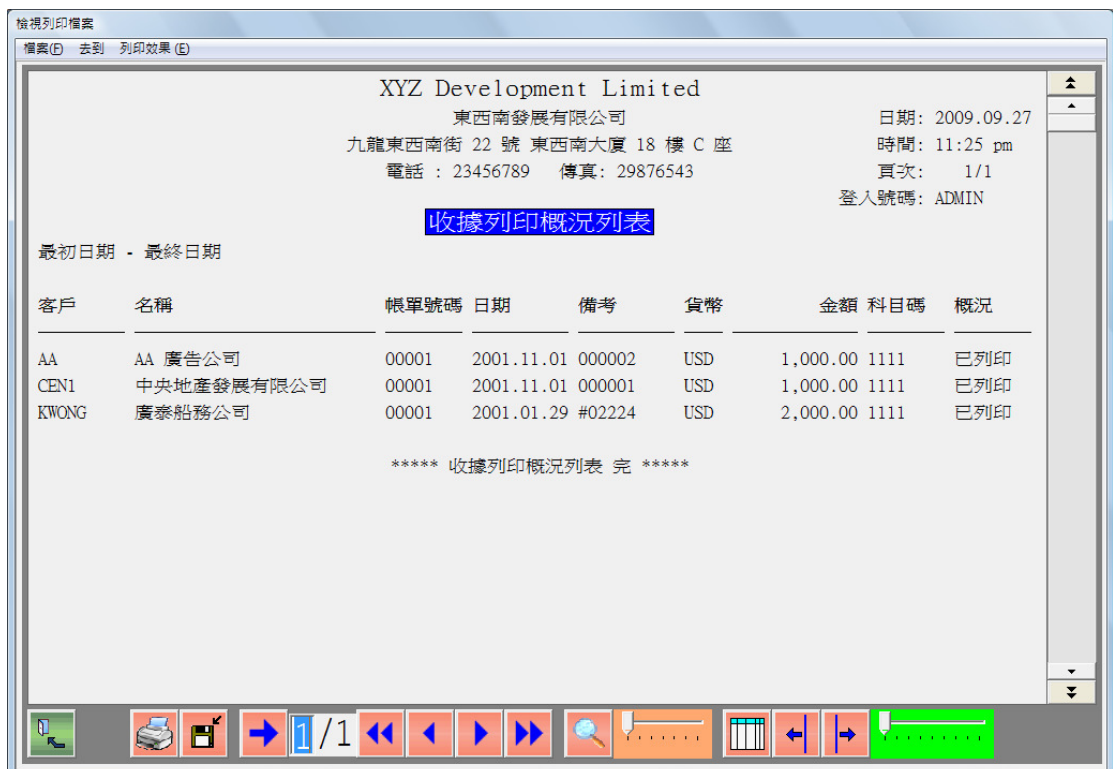 檢視列印檔案
檔案(F) 去到 列印效果(E)
XYZ Development Limited
東西南發展有限公司 日期: 2009.09.27
九龍東西南街 22 號 東西南大廈 18 樓 C 座 時間: 11:25 pm
電話 : 23456789 傳真: 29876543 頁次: 1/1
登入號碼: ADMIN
收據列印概況列表
最初日期 - 最終日期
客戶 名稱 帳單號碼 日期 備考 貨幣 金額 科目碼 概況
AA AA 廣告公司 00001 2001.11.01 000002 USD 1,000.00 1111 已列印
CEN1 中央地產發展有限公司 00001 2001.11.01 000001 USD 1,000.00 1111 已列印
KWONG 廣泰船務公司 00001 2001.01.29 #02224 USD 2,000.00 1111 已列印
***** 收據列印概況列表 完 *****
1/1